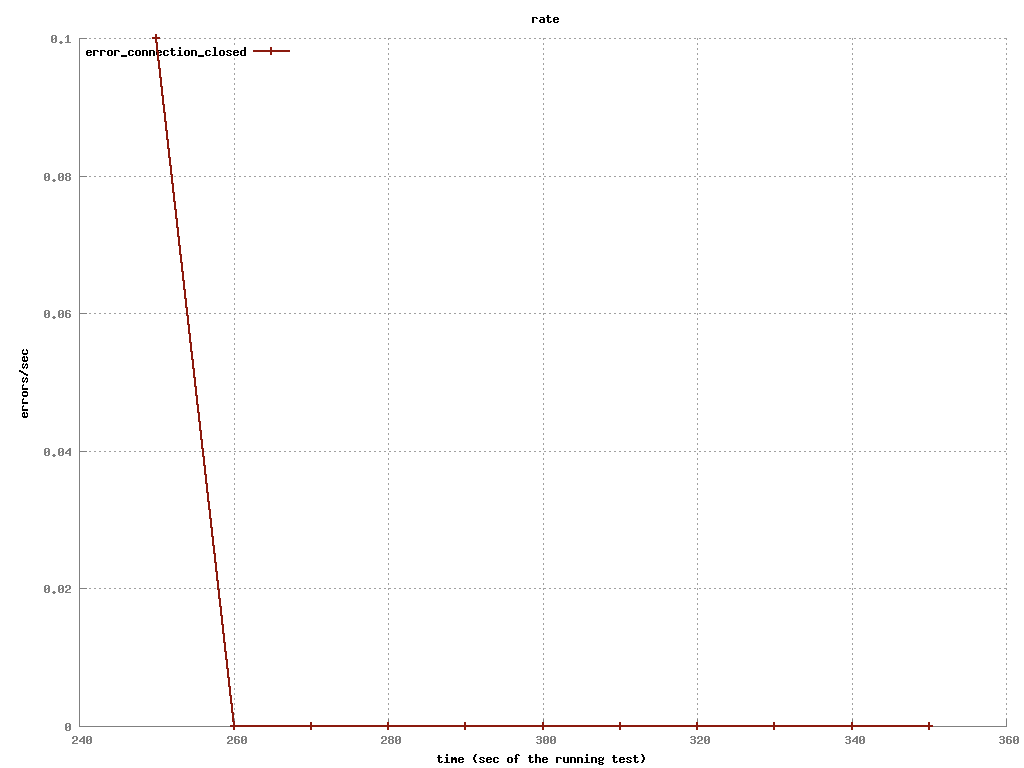 rate
0.1
error_connection_closed
0.08
0.06
errors/sec
0.04
0.02
0
240 260 280 300 320 340 360
time (sec of the running test)